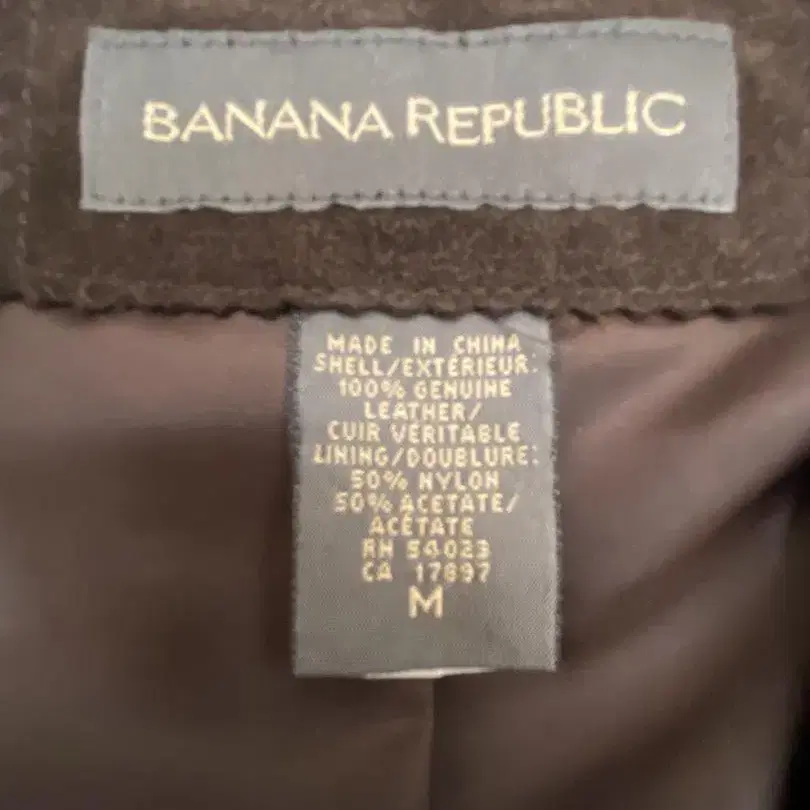 BANANA REPUBLIC
MADE IN CHINA
SHELL/EXTÉRIEUR:
100% GENUINE
LEATHER/
CUIR VÉRITABLE
LINING/DOUBLURE:
50% NYLON
50% ACETATE/
ACÉTATE
RN 54023
CA 17897
M